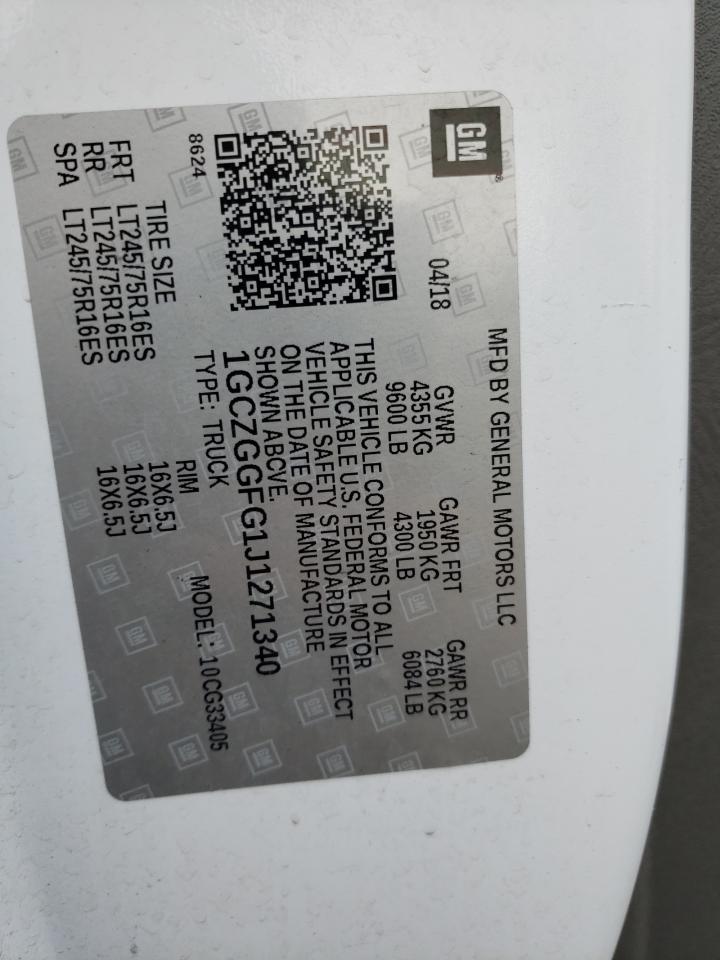 GM
MFD BY GENERAL MOTORS LLC
04/18
GVWR GAWR FRT GAWR RR
4355 KG 1950 KG 2760 KG
9600 LB 4300 LB 6084 LB
THIS VEHICLE CONFORMS TO ALL
APPLICABLE U.S. FEDERAL MOTOR
VEHICLE SAFETY STANDARDS IN EFFECT
ON THE DATE OF MANUFACTURE
SHOWN ABOVE.
1GCZGGFG1J1271340
8624
TYPE: TRUCK MODEL: 10CG33405
TIRE SIZE RIM
FRT LT245/75R16ES 16X6.5J
RR LT245/75R16ES 16X6.5J
SPA LT245/75R16ES 16X6.5J